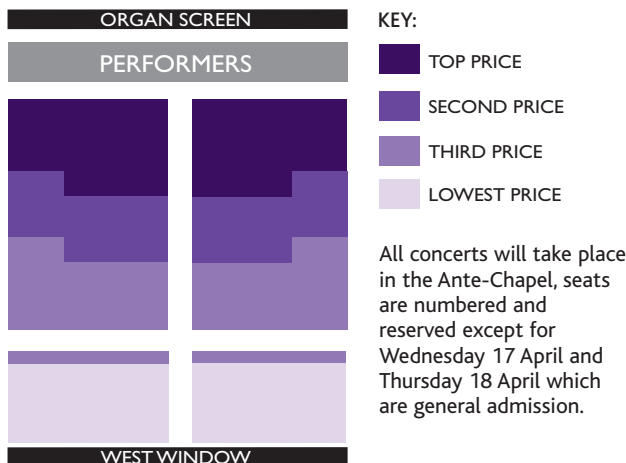 ORGAN SCREEN
PERFORMERS
WEST WINDOW
KEY:
TOP PRICE
SECOND PRICE
THIRD PRICE
LOWEST PRICE
All concerts will take place
in the Ante-Chapel, seats
are numbered and
reserved except for
Wednesday 17 April and
Thursday 18 April which
are general admission.